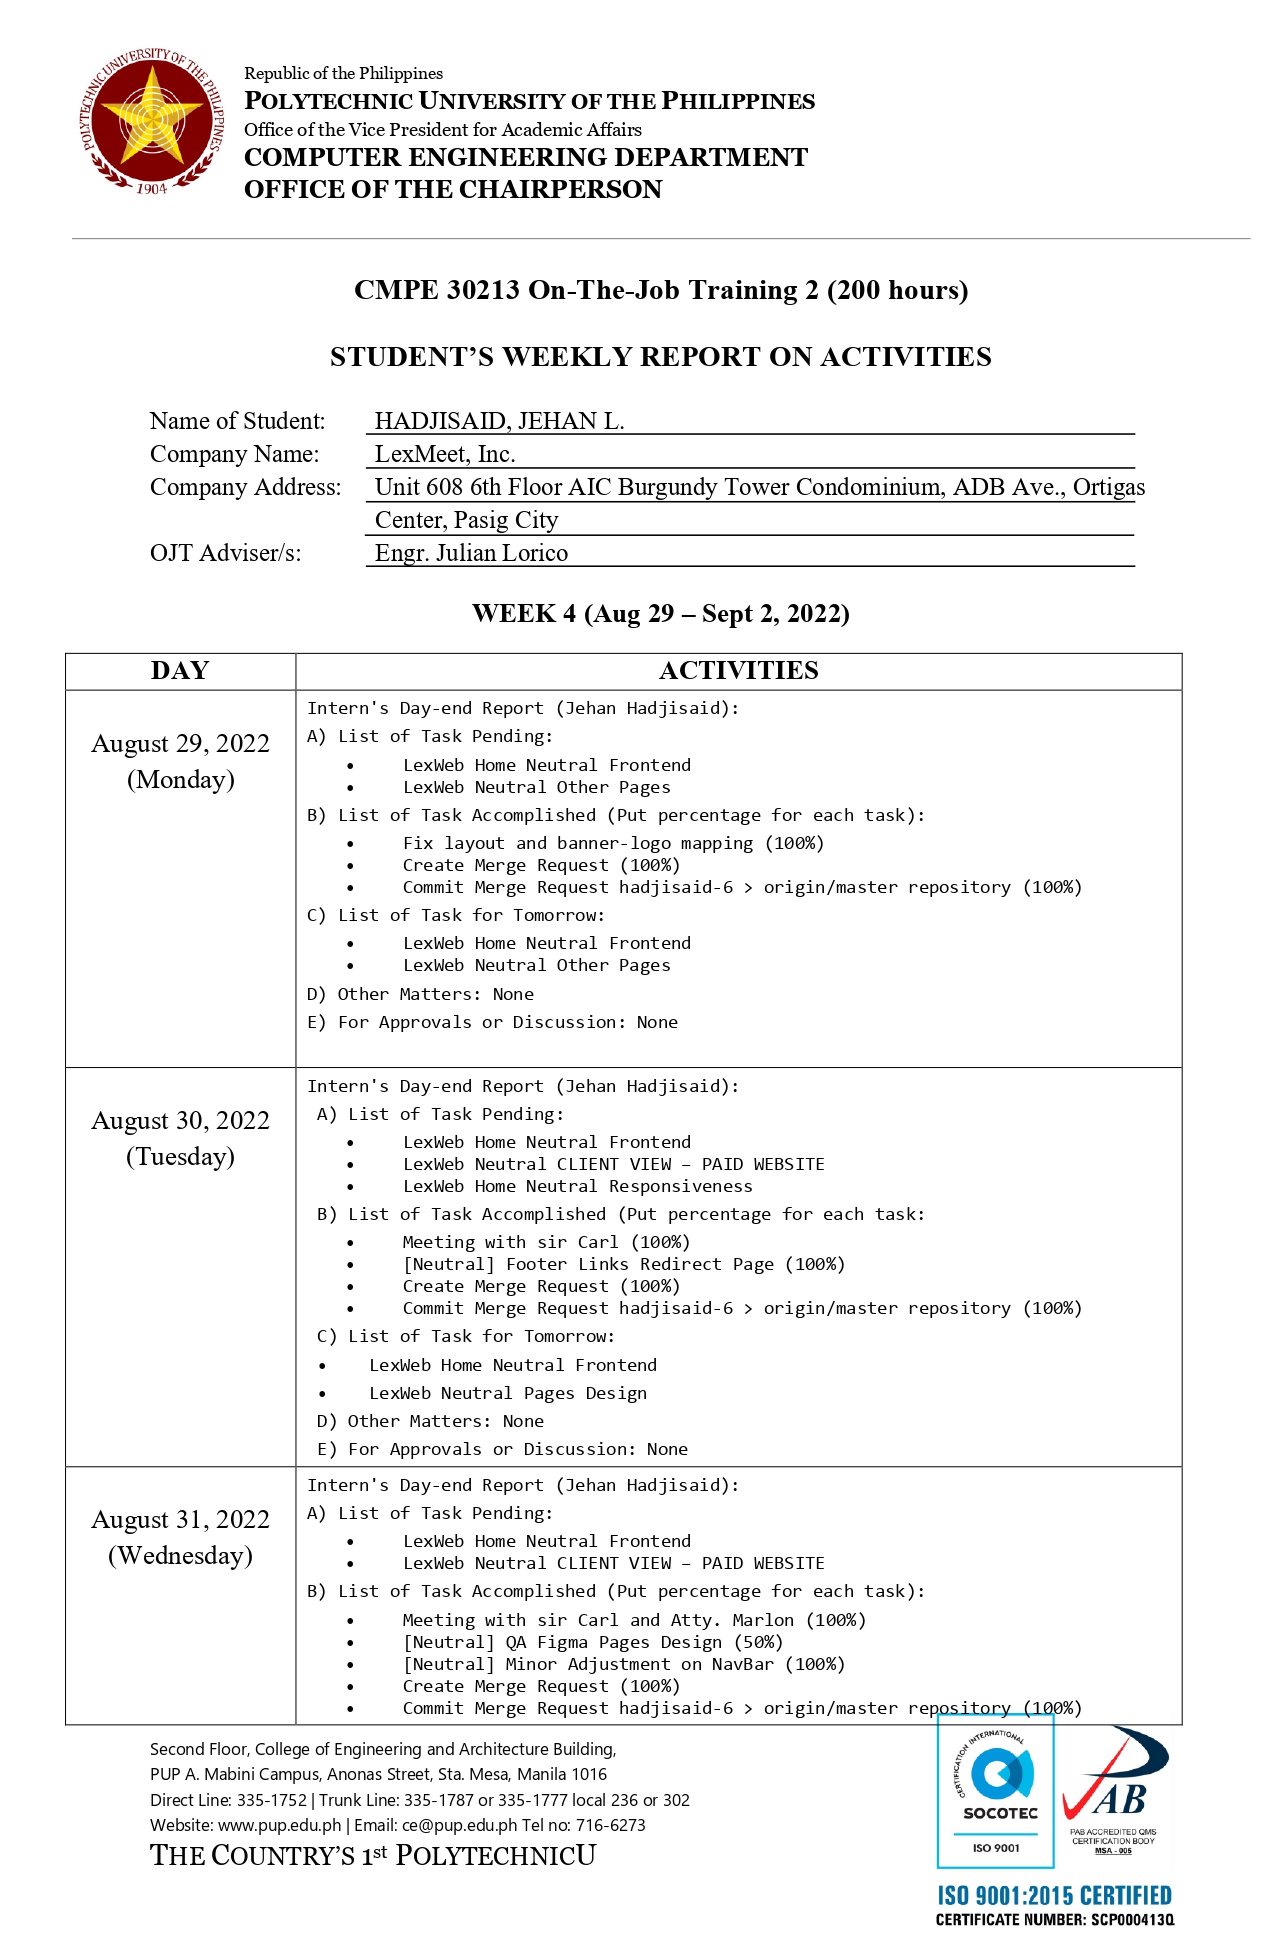 POLYTECHNIC UNIVERSITY OF THE PHILIPPINES
1904
Republic of the Philippines
POLYTECHNIC UNIVERSITY OF THE PHILIPPINES
Office of the Vice President for Academic Affairs
COMPUTER ENGINEERING DEPARTMENT
OFFICE OF THE CHAIRPERSON
CMPE 30213 On-The-Job Training 2 (200 hours)
STUDENT’S WEEKLY REPORT ON ACTIVITIES
Name of Student: HADJISAID, JEHAN L.
Company Name: LexMeet, Inc.
Company Address: Unit 608 6th Floor AIC Burgundy Tower Condominium, ADB Ave., Ortigas
Center, Pasig City
OJT Adviser/s: Engr. Julian Lorico
WEEK 4 (Aug 29 – Sept 2, 2022)
DAY ACTIVITIES
August 29, 2022
(Monday)
Intern's Day-end Report (Jehan Hadjisaid):
A) List of Task Pending:
• LexWeb Home Neutral Frontend
• LexWeb Neutral Other Pages
B) List of Task Accomplished (Put percentage for each task):
• Fix layout and banner-logo mapping (100%)
• Create Merge Request (100%)
• Commit Merge Request hadjisaid-6 > origin/master repository (100%)
C) List of Task for Tomorrow:
• LexWeb Home Neutral Frontend
• LexWeb Neutral Other Pages
D) Other Matters: None
E) For Approvals or Discussion: None
August 30, 2022
(Tuesday)
Intern's Day-end Report (Jehan Hadjisaid):
A) List of Task Pending:
• LexWeb Home Neutral Frontend
• LexWeb Neutral CLIENT VIEW – PAID WEBSITE
• LexWeb Home Neutral Responsiveness
B) List of Task Accomplished (Put percentage for each task:
• Meeting with sir Carl (100%)
• [Neutral] Footer Links Redirect Page (100%)
• Create Merge Request (100%)
• Commit Merge Request hadjisaid-6 > origin/master repository (100%)
C) List of Task for Tomorrow:
• LexWeb Home Neutral Frontend
• LexWeb Neutral Pages Design
D) Other Matters: None
E) For Approvals or Discussion: None
August 31, 2022
(Wednesday)
Intern's Day-end Report (Jehan Hadjisaid):
A) List of Task Pending:
• LexWeb Home Neutral Frontend
• LexWeb Neutral CLIENT VIEW – PAID WEBSITE
B) List of Task Accomplished (Put percentage for each task):
• Meeting with sir Carl and Atty. Marlon (100%)
• [Neutral] QA Figma Pages Design (50%)
• [Neutral] Minor Adjustment on NavBar (100%)
• Create Merge Request (100%)
• Commit Merge Request hadjisaid-6 > origin/master repository (100%)
Second Floor, College of Engineering and Architecture Building,
PUP A. Mabini Campus, Anonas Street, Sta. Mesa, Manila 1016
Direct Line: 335-1752 | Trunk Line: 335-1787 or 335-1777 local 236 or 302
Website: www.pup.edu.ph | Email: ce@pup.edu.ph Tel no: 716-6273
THE COUNTRY’S 1st POLYTECHNICU
CERTIFICATION INTERNATIONAL
SOCOTEC
ISO 9001
PAB
PAB ACCREDITED QMS
CERTIFICATION BODY
MSA - 005
ISO 9001:2015 CERTIFIED
CERTIFICATE NUMBER: SCP000413Q